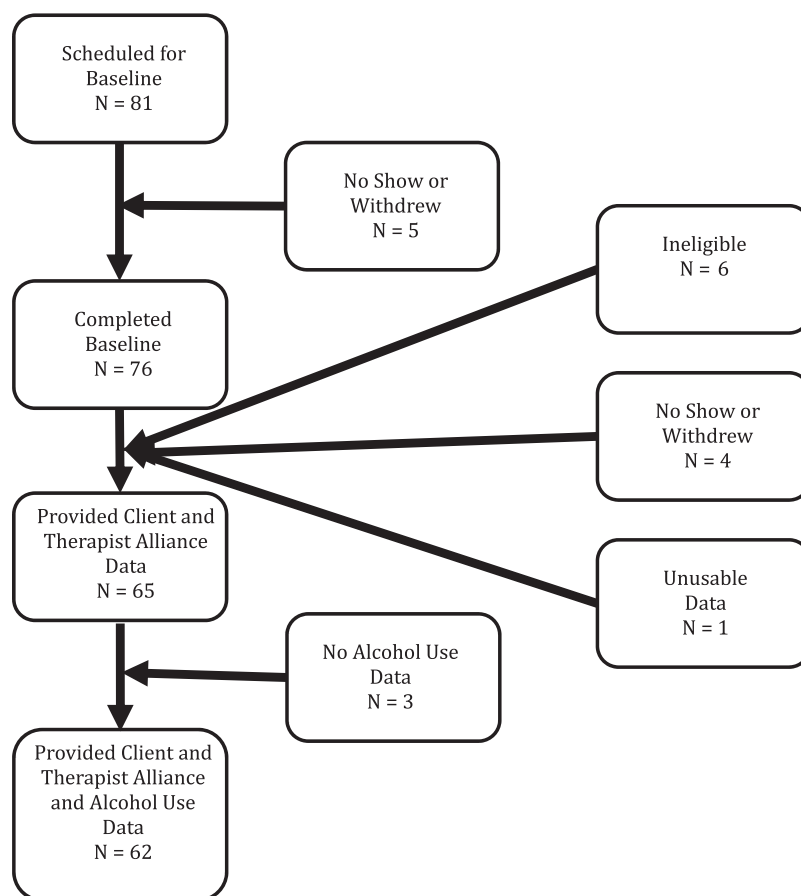 Scheduled for
Baseline
N = 81
No Show or
Withdrew
N = 5
Ineligible
N = 6
Completed
Baseline
N = 76
No Show or
Withdrew
N = 4
Provided Client and
Therapist Alliance
Data
N = 65
Unusable
Data
N = 1
No Alcohol Use
Data
N = 3
Provided Client and
Therapist Alliance
and Alcohol Use
Data
N = 62